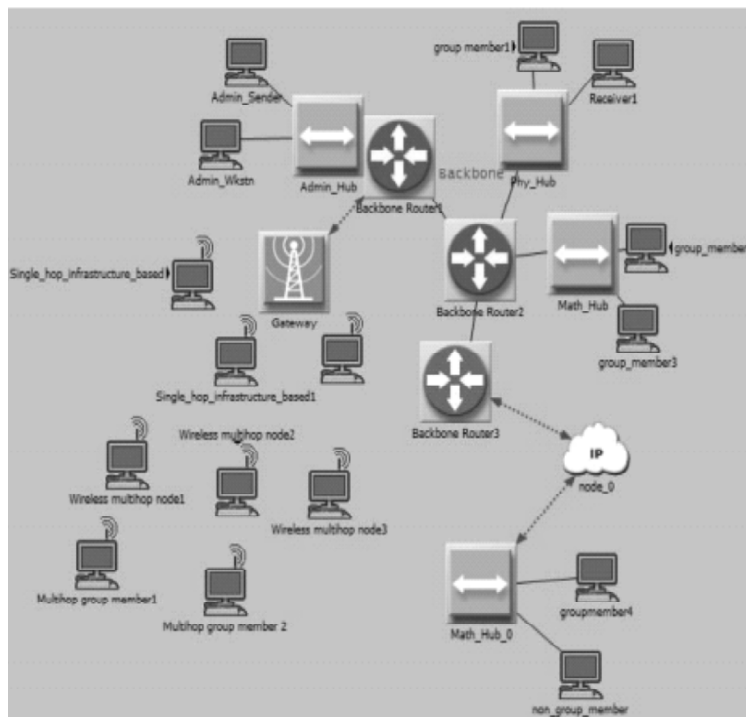 group member1
Admin_Sender
Receiver1
Admin_Wkstn
Admin_Hub
Backbone
Phy_Hub
Backbone Router1
Single_hop_infrastructure_based
group_member
Gateway
Backbone Router2
Math_Hub
group_member3
Single_hop_infrastructure_based1
Backbone Router3
Wireless multihop node2
IP
node_0
Wireless multihop node1
Wireless multihop node3
Multihop group member1
Multihop group member 2
groupmember4
Math_Hub_0
non_group_member